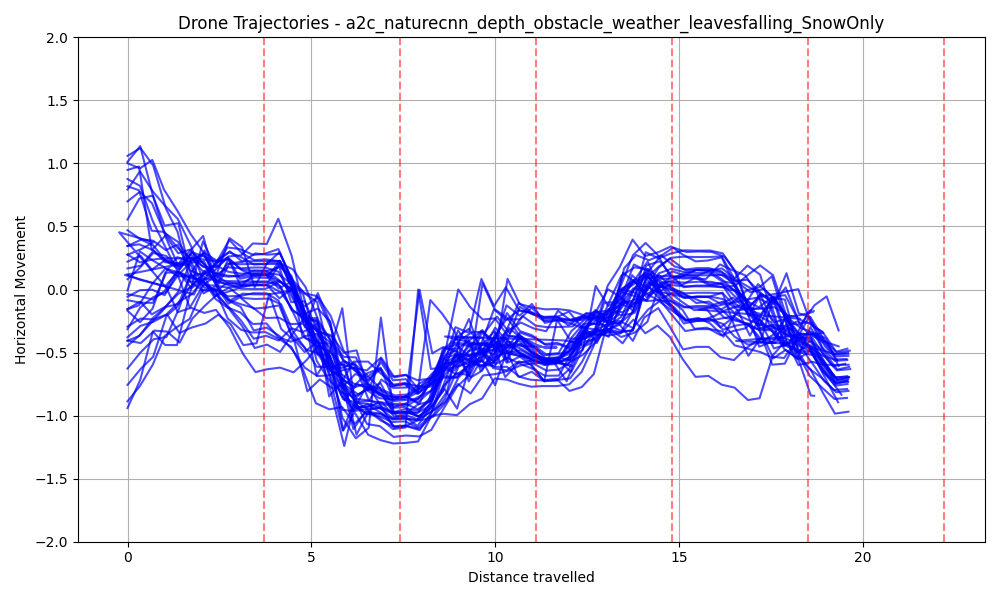 Drone Trajectories - a2c_naturecnn_depth_obstacle_weather_leavesfalling_SnowOnly
2.0
1.5
1.0
0.5
0.0
−0.5
−1.0
−1.5
−2.0
Horizontal Movement
0 5 10 15 20
Distance travelled